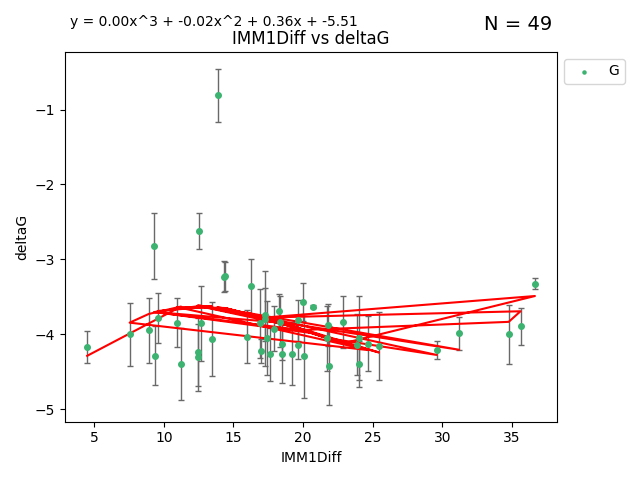 y = 0.00x^3 + -0.02x^2 + 0.36x + -5.51
N = 49
IMM1Diff vs deltaG
G
deltaG
−1
−2
−3
−4
−5
5 10 15 20 25 30 35
IMM1Diff